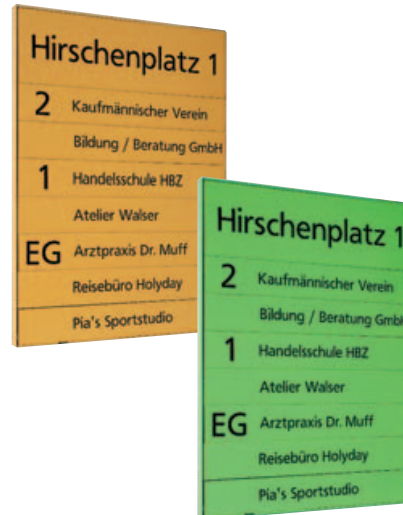 Hirschenplatz 1
2 Kaufmännischer Verein
Bildung / Beratung GmbH
1 Handelsschule HBZ
Atelier Walser
EG Arztpraxis Dr. Muff
Reisebüro Holyday
Pia's Sportstudio
Hirschenplatz 1
2 Kaufmännischer Verein
Bildung / Beratung GmbH
1 Handelsschule HBZ
Atelier Walser
EG Arztpraxis Dr. Muff
Reisebüro Holyday
Pia's Sportstudio